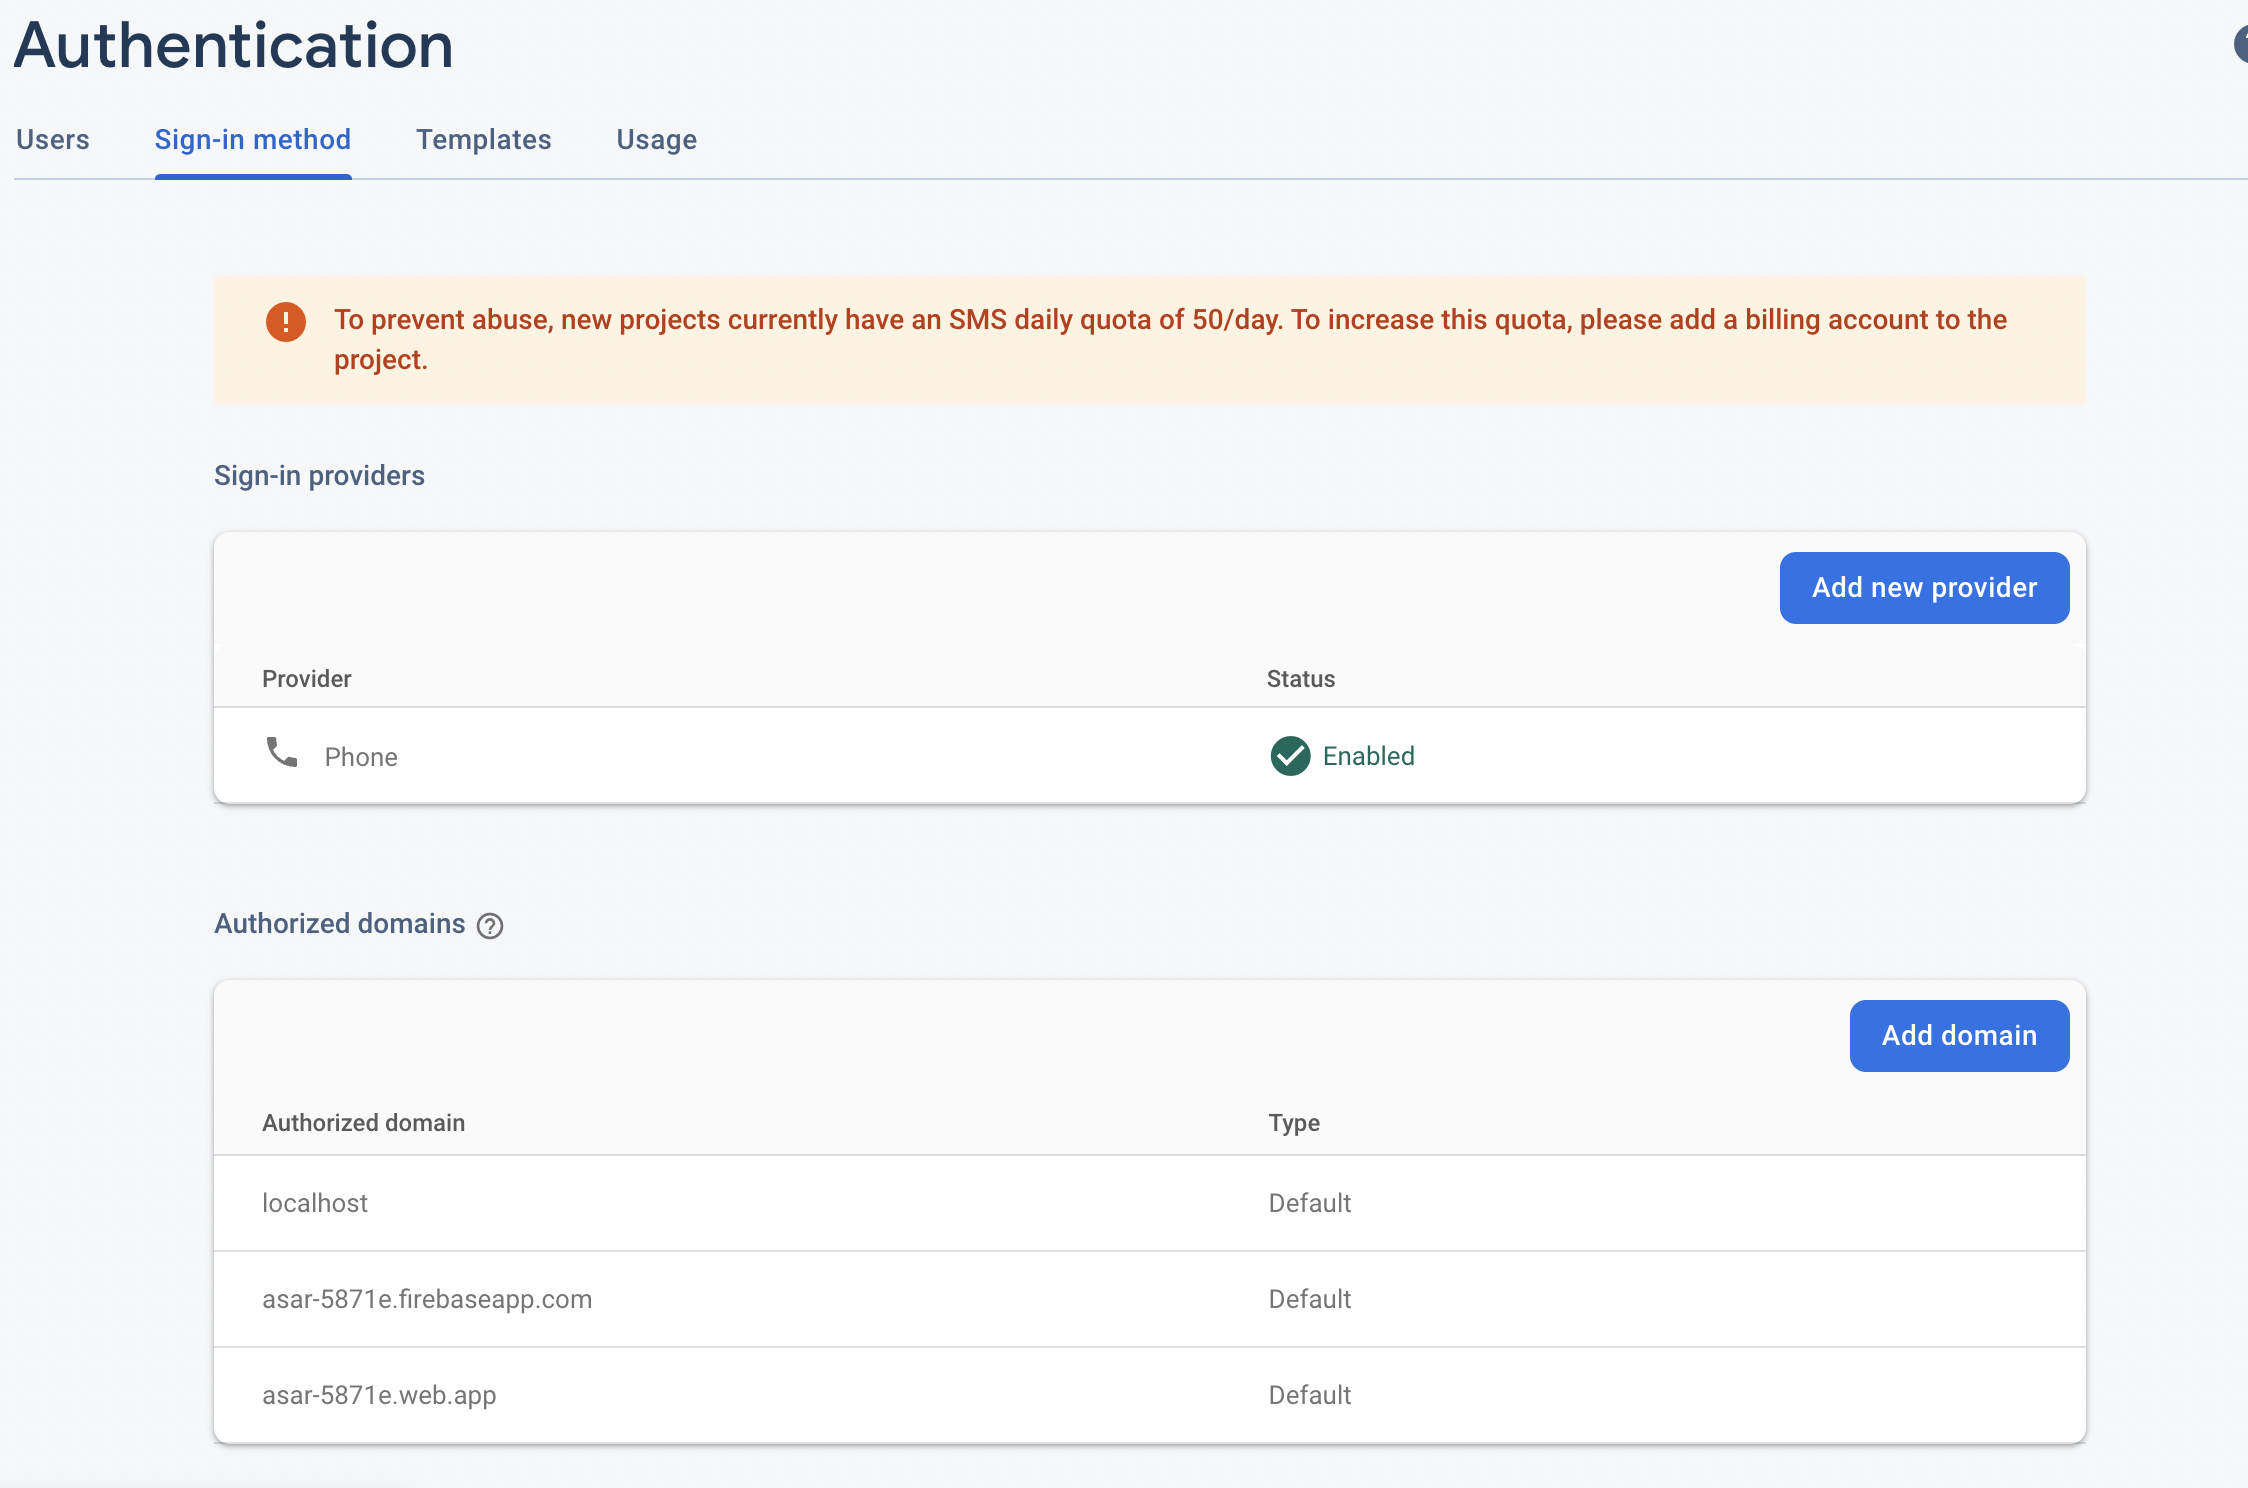 Authentication
Users Sign-in method Templates Usage
To prevent abuse, new projects currently have an SMS daily quota of 50/day. To increase this quota, please add a billing account to the
project.
Sign-in providers
Add new provider
Provider Status
Phone Enabled
Authorized domains
Add domain
Authorized domain Type
localhost Default
asar-5871e.firebaseapp.com Default
asar-5871e.web.app Default